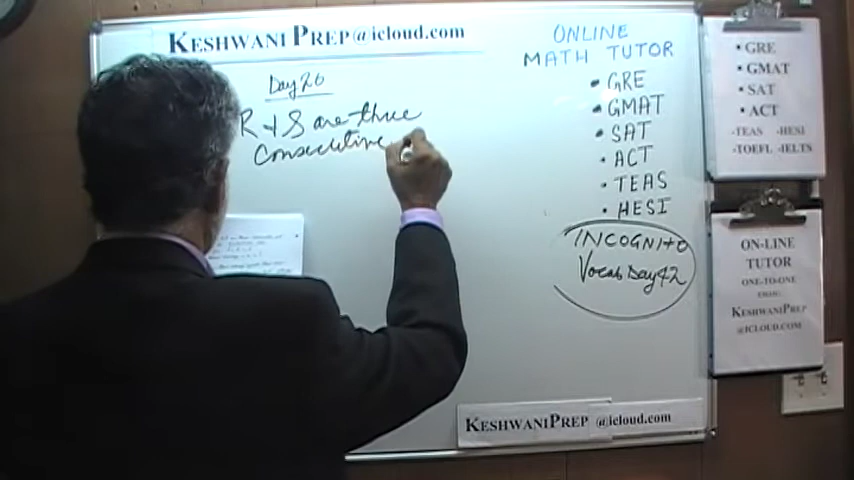 KESHWANI PREP@icloud.com
Day 20
R + S are three
Consecutive
ONLINE
MATH TUTOR
• GRE
• GMAT
• SAT
• ACT
• TEAS
• HESI
INCOGNITO
Vocab Day 42
KESHWANIPREP @icloud.com
• GRE
• GMAT
• SAT
• ACT
-TEAS -HESI
-TOEFL -IELTS
ON-LINE
TUTOR
ONE-TO-ONE
EMAIL:
KESHWANIPREP
@ICLOUD.COM